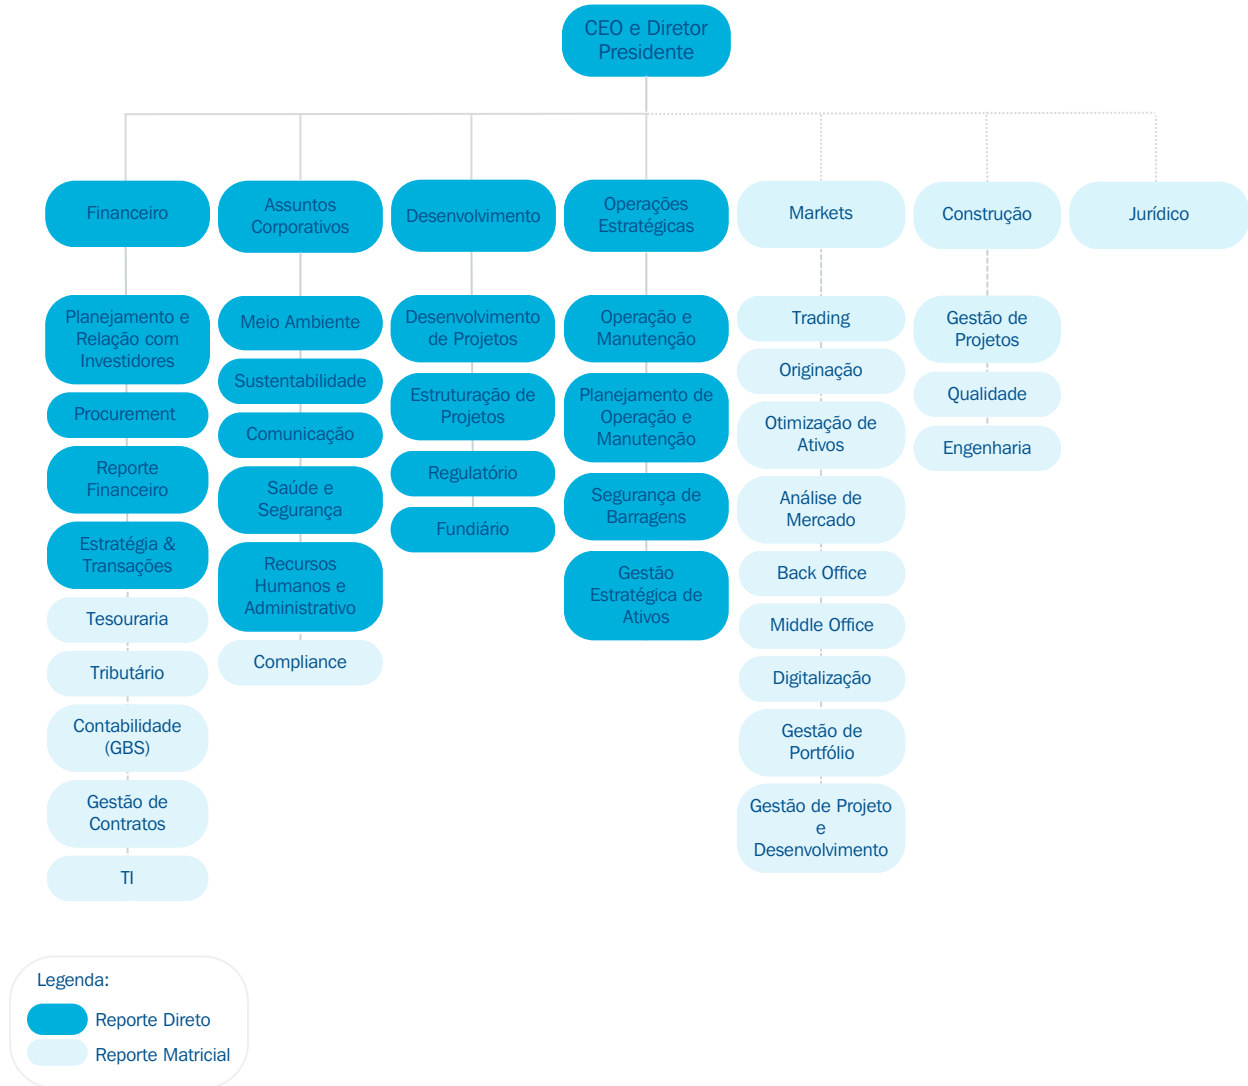 CEO e Diretor
Presidente
Financeiro
Assuntos
Corporativos
Desenvolvimento
Operações
Estratégicas
Markets
Construção
Jurídico
Planejamento e
Relação com
Investidores
Procurement
Reporte
Financeiro
Estratégia &
Transações
Tesouraria
Tributário
Contabilidade
(GBS)
Gestão de
Contratos
TI
Meio Ambiente
Sustentabilidade
Comunicação
Saúde e
Segurança
Recursos
Humanos e
Administrativo
Compliance
Desenvolvimento
de Projetos
Estruturação de
Projetos
Regulatório
Fundiário
Operação e
Manutenção
Planejamento de
Operação e
Manutenção
Segurança de
Barragens
Gestão
Estratégica de
Ativos
Trading
Originação
Otimização de
Ativos
Análise de
Mercado
Back Office
Middle Office
Digitalização
Gestão de
Portfólio
Gestão de Projeto
e
Desenvolvimento
Gestão de
Projetos
Qualidade
Engenharia
Legenda:
Reporte Direto
Reporte Matricial